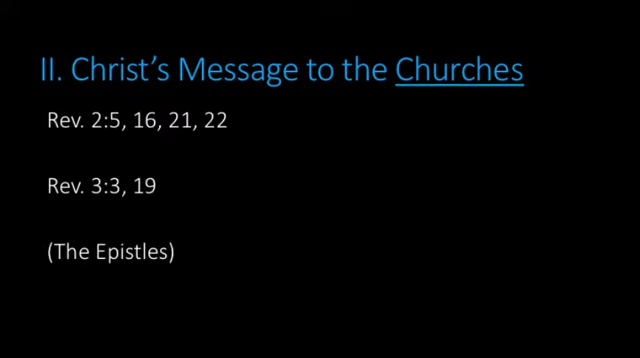 II. Christ's Message to the Churches
Rev. 2:5, 16, 21, 22
Rev. 3:3, 19
(The Epistles)